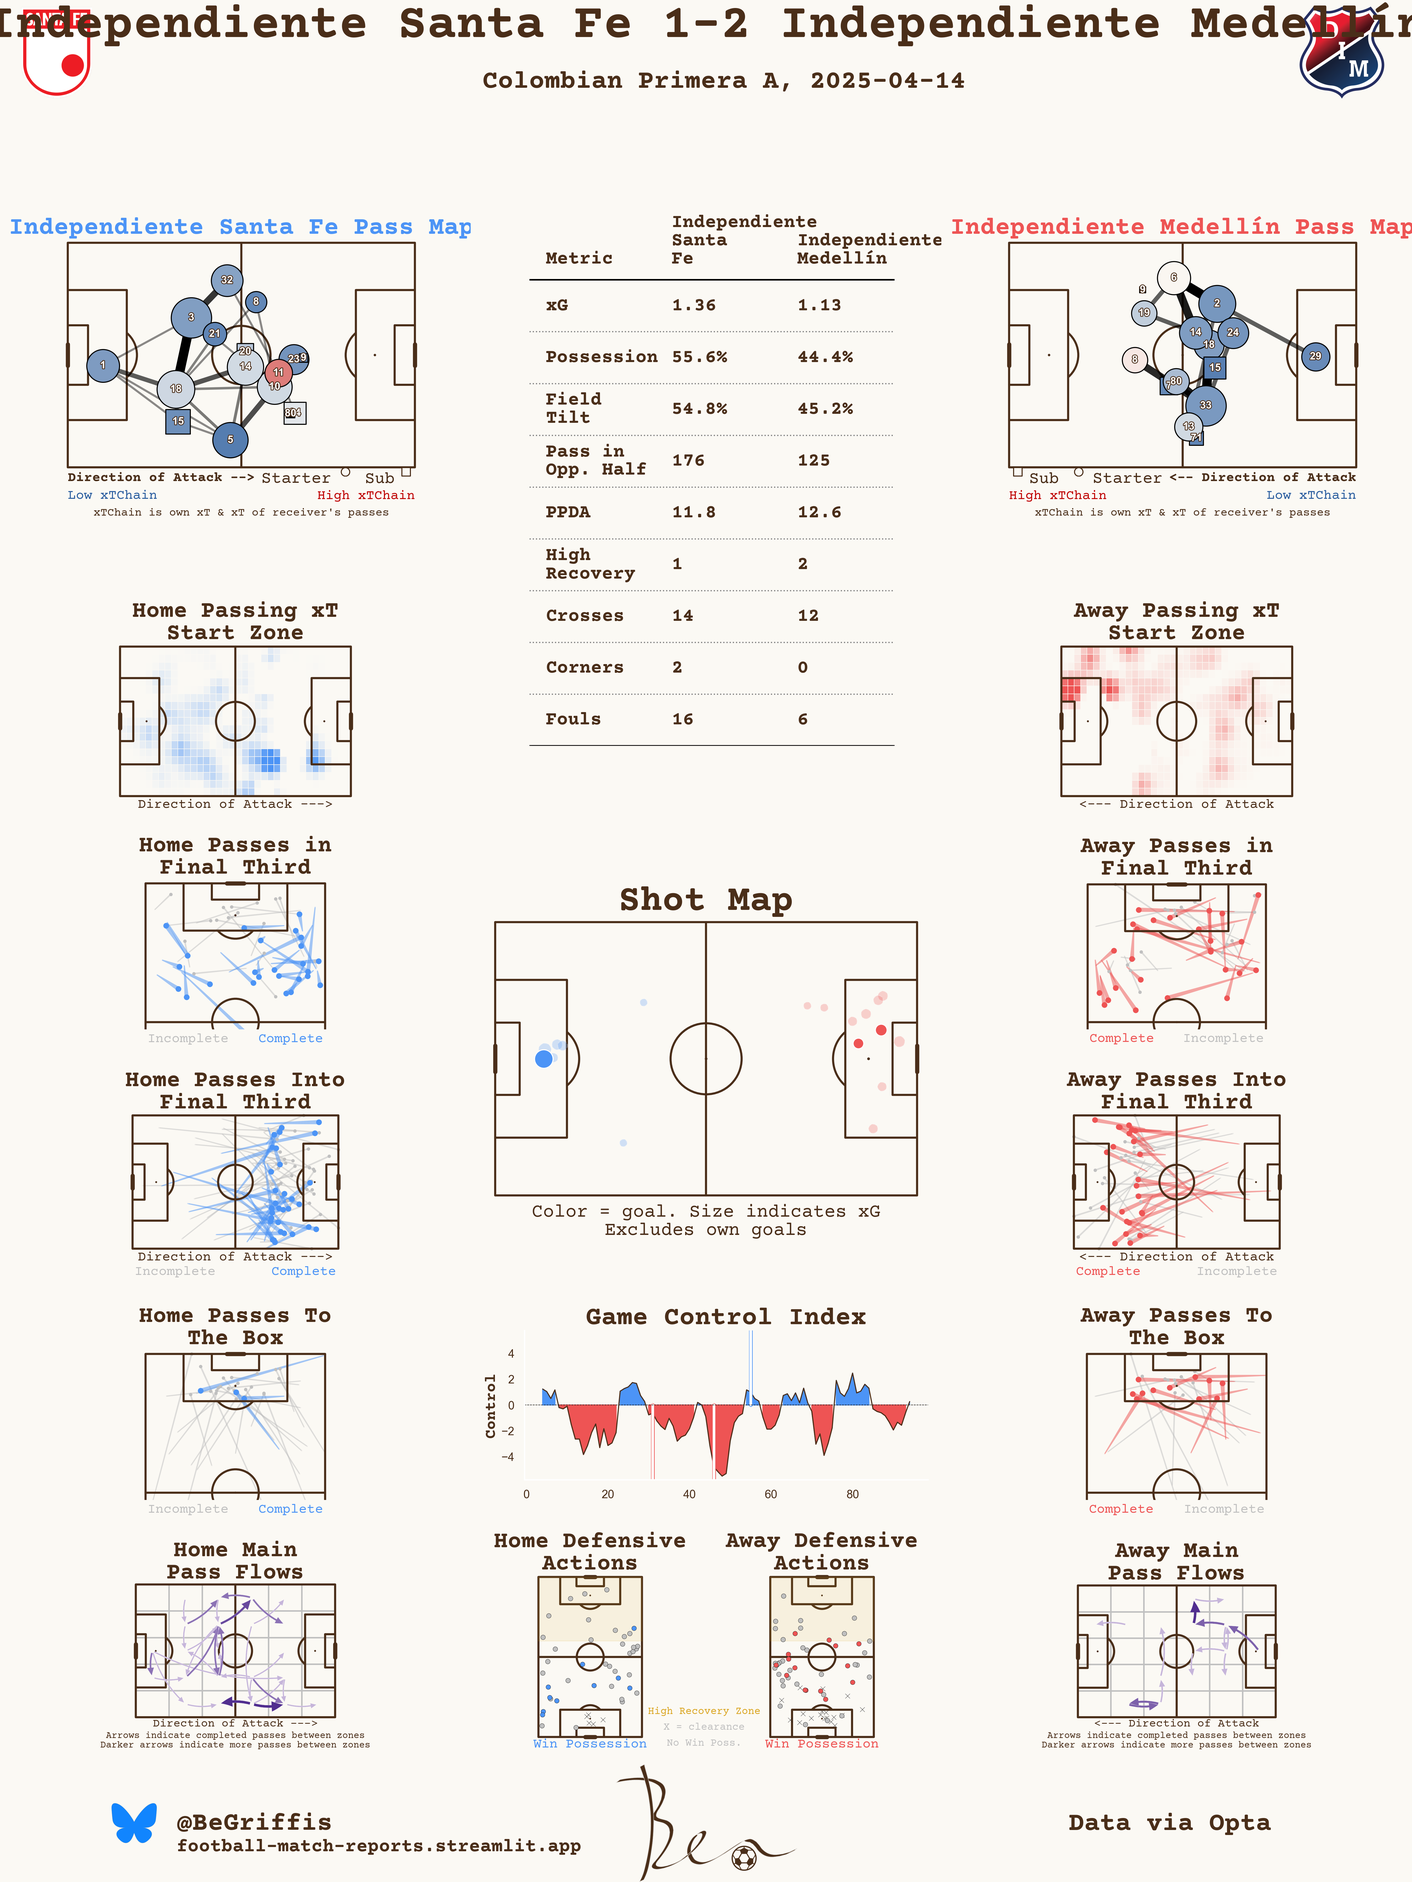 Independiente Santa Fe 1-2 Independiente Medellín
SANTA FE
D
I
M
Colombian Primera A, 2025-04-14
Independiente Santa Fe Pass Map
32
8
3
21
20
1
14
23
9
11
10
18
15
80
4
5
Direction of Attack --> Starter Sub
Low xTChain High xTChain
xTChain is own xT & xT of receiver's passes
Metric Independiente Santa Fe Independiente Medellín
xG 1.36 1.13
Possession 55.6% 44.4%
Field Tilt 54.8% 45.2%
Pass in Opp. Half 176 125
PPDA 11.8 12.6
High Recovery 1 2
Crosses 14 12
Corners 2 0
Fouls 16 6
Independiente Medellín Pass Map
6
9
2
19
14
24
18
29
8
15
80
7
33
13
71
Sub Starter <-- Direction of Attack
High xTChain Low xTChain
xTChain is own xT & xT of receiver's passes
Home Passing xT
Start Zone
Direction of Attack --->
Away Passing xT
Start Zone
<--- Direction of Attack
Home Passes in
Final Third
Incomplete Complete
Away Passes in
Final Third
Complete Incomplete
Shot Map
Color = goal. Size indicates xG
Excludes own goals
Home Passes Into
Final Third
Direction of Attack --->
Incomplete Complete
Away Passes Into
Final Third
<--- Direction of Attack
Complete Incomplete
Home Passes To
The Box
Incomplete Complete
Game Control Index
Control
4
2
0
−2
−4
0 20 40 60 80
Away Passes To
The Box
Complete Incomplete
Home Main
Pass Flows
Direction of Attack --->
Arrows indicate completed passes between zones
Darker arrows indicate more passes between zones
Home Defensive
Actions
Win Possession
High Recovery Zone
X = clearance
No Win Poss.
Away Defensive
Actions
Win Possession
Away Main
Pass Flows
<--- Direction of Attack
Arrows indicate completed passes between zones
Darker arrows indicate more passes between zones
@BeGriffis
football-match-reports.streamlit.app
Ben
Data via Opta